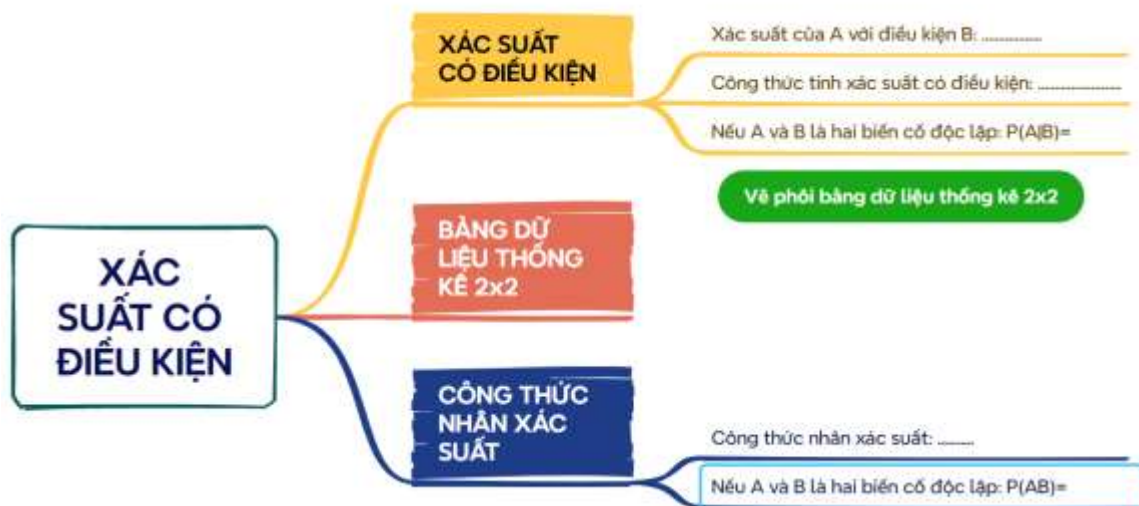 XÁC
SUẤT CÓ
ĐIỀU KIỆN
XÁC SUẤT
CÓ ĐIỀU KIỆN
Xác suất của A với điều kiện B: ...............
Công thức tính xác suất có điều kiện: .....................
Nếu A và B là hai biến cố độc lập: P(A|B)=
Vẽ phôi bảng dữ liệu thống kê 2x2
BẢNG DỮ
LIỆU THỐNG
KÊ 2x2
CÔNG THỨC
NHÂN XÁC
SUẤT
Công thức nhân xác suất: .........
Nếu A và B là hai biến cố độc lập: P(AB)=